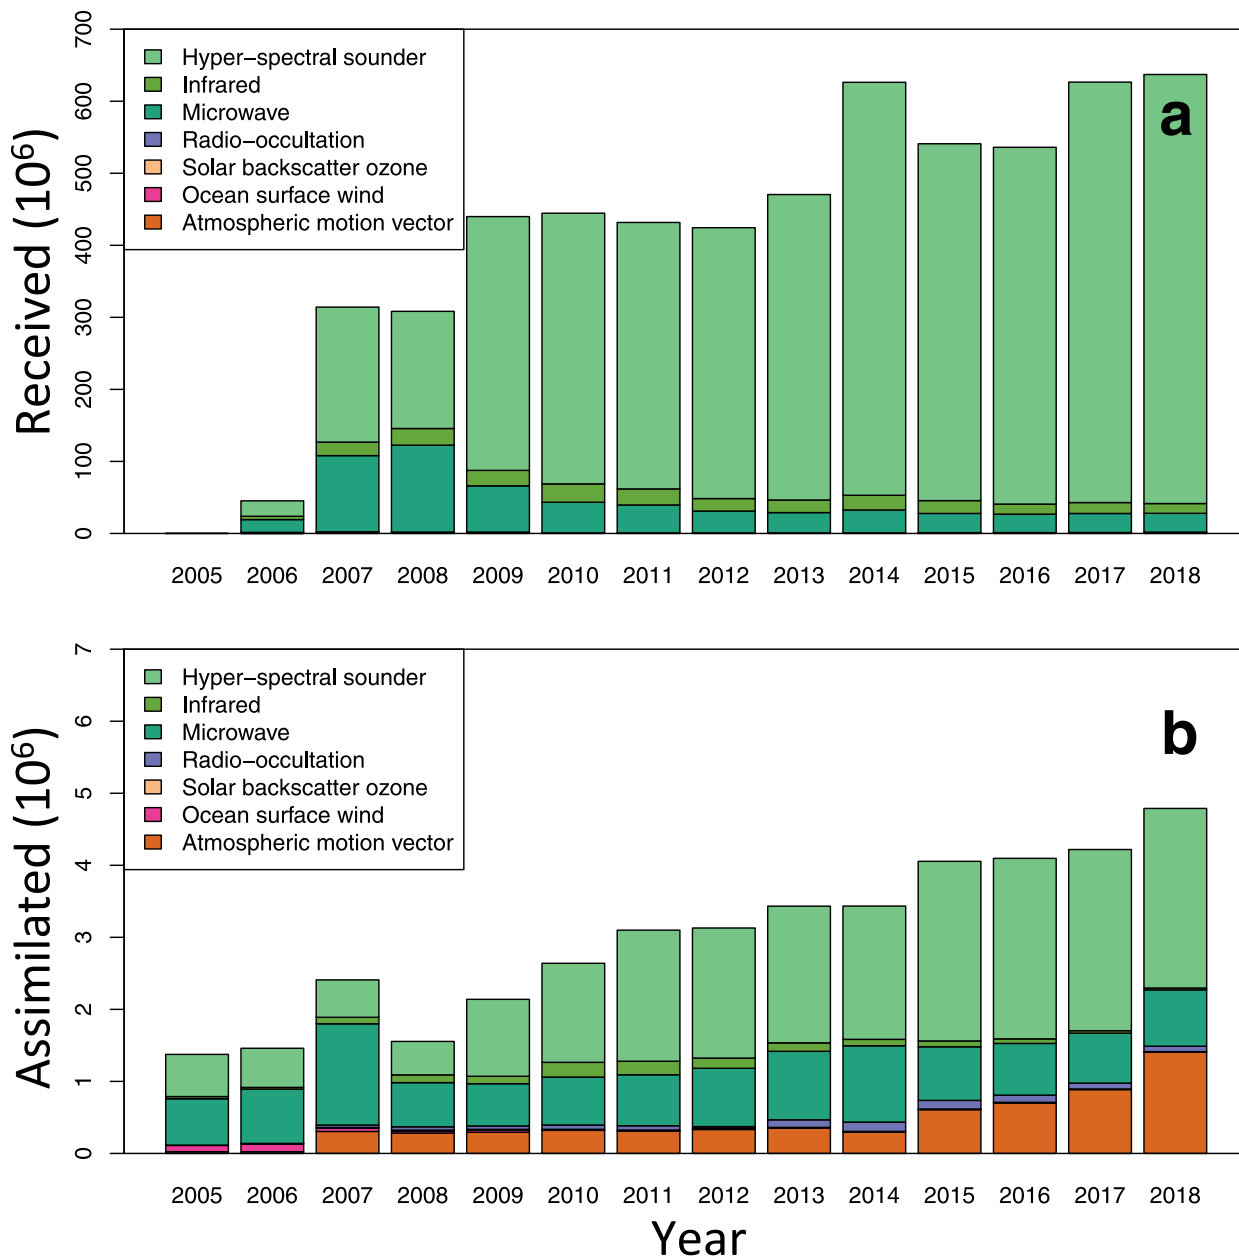 700
600
500
400
300
200
100
0
Received (10⁶)
Hyper−spectral sounder
Infrared
Microwave
Radio−occultation
Solar backscatter ozone
Ocean surface wind
Atmospheric motion vector
a
2005 2006 2007 2008 2009 2010 2011 2012 2013 2014 2015 2016 2017 2018
7
6
5
4
3
2
1
0
Assimilated (10⁶)
Hyper−spectral sounder
Infrared
Microwave
Radio−occultation
Solar backscatter ozone
Ocean surface wind
Atmospheric motion vector
b
2005 2006 2007 2008 2009 2010 2011 2012 2013 2014 2015 2016 2017 2018
Year